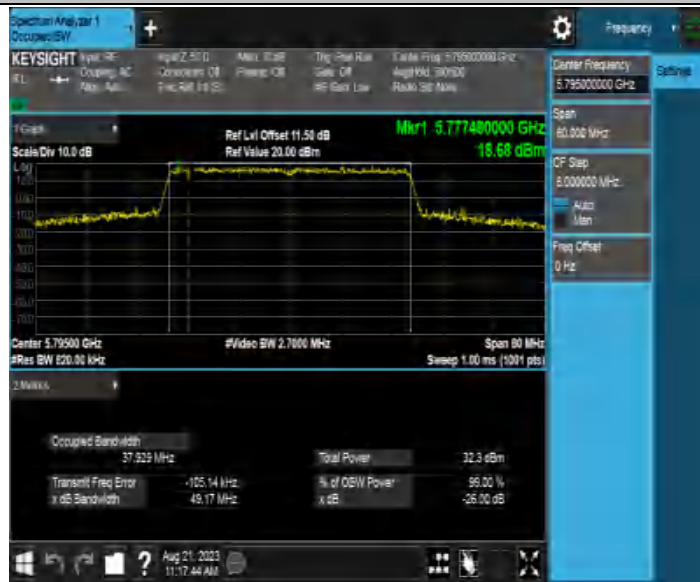 Spectrum Analyzer 1
Occupied BW
+
Frequency
KEYSIGHT Input: RF
Coupling: AC
Align: Auto
Input Z: 50 Ω
Corrections: Off
Atten: 10 dB
Preamp: Off
Trig: Free Run
Gate: Off
#IF Gain: Low
Center Freq: 5.795000000 GHz
Avg|Hold: 500/500
Radio Std: None
Center Frequency
5.795000000 GHz
Settings
Span
80.000 MHz
CF Step
8.000000 MHz
Auto
Man
Freq Offset
0 Hz
1 Graph
Ref Lvl Offset 11.50 dB
Mkr1 5.777480000 GHz
Scale/Div 10.0 dB
Ref Value 20.00 dBm
18.68 dBm
Log
Center 5.79500 GHz
#Video BW 2.7000 MHz
Span 80 MHz
#Res BW 820.00 kHz
Sweep 1.00 ms (1001 pts)
2 Metrics
Occupied Bandwidth
37.929 MHz
Total Power
32.3 dBm
Transmit Freq Error
-105.14 kHz
% of OBW Power
99.00 %
x dB Bandwidth
49.17 MHz
x dB
-26.00 dB
?
Aug 21, 2023
11:17:44 AM